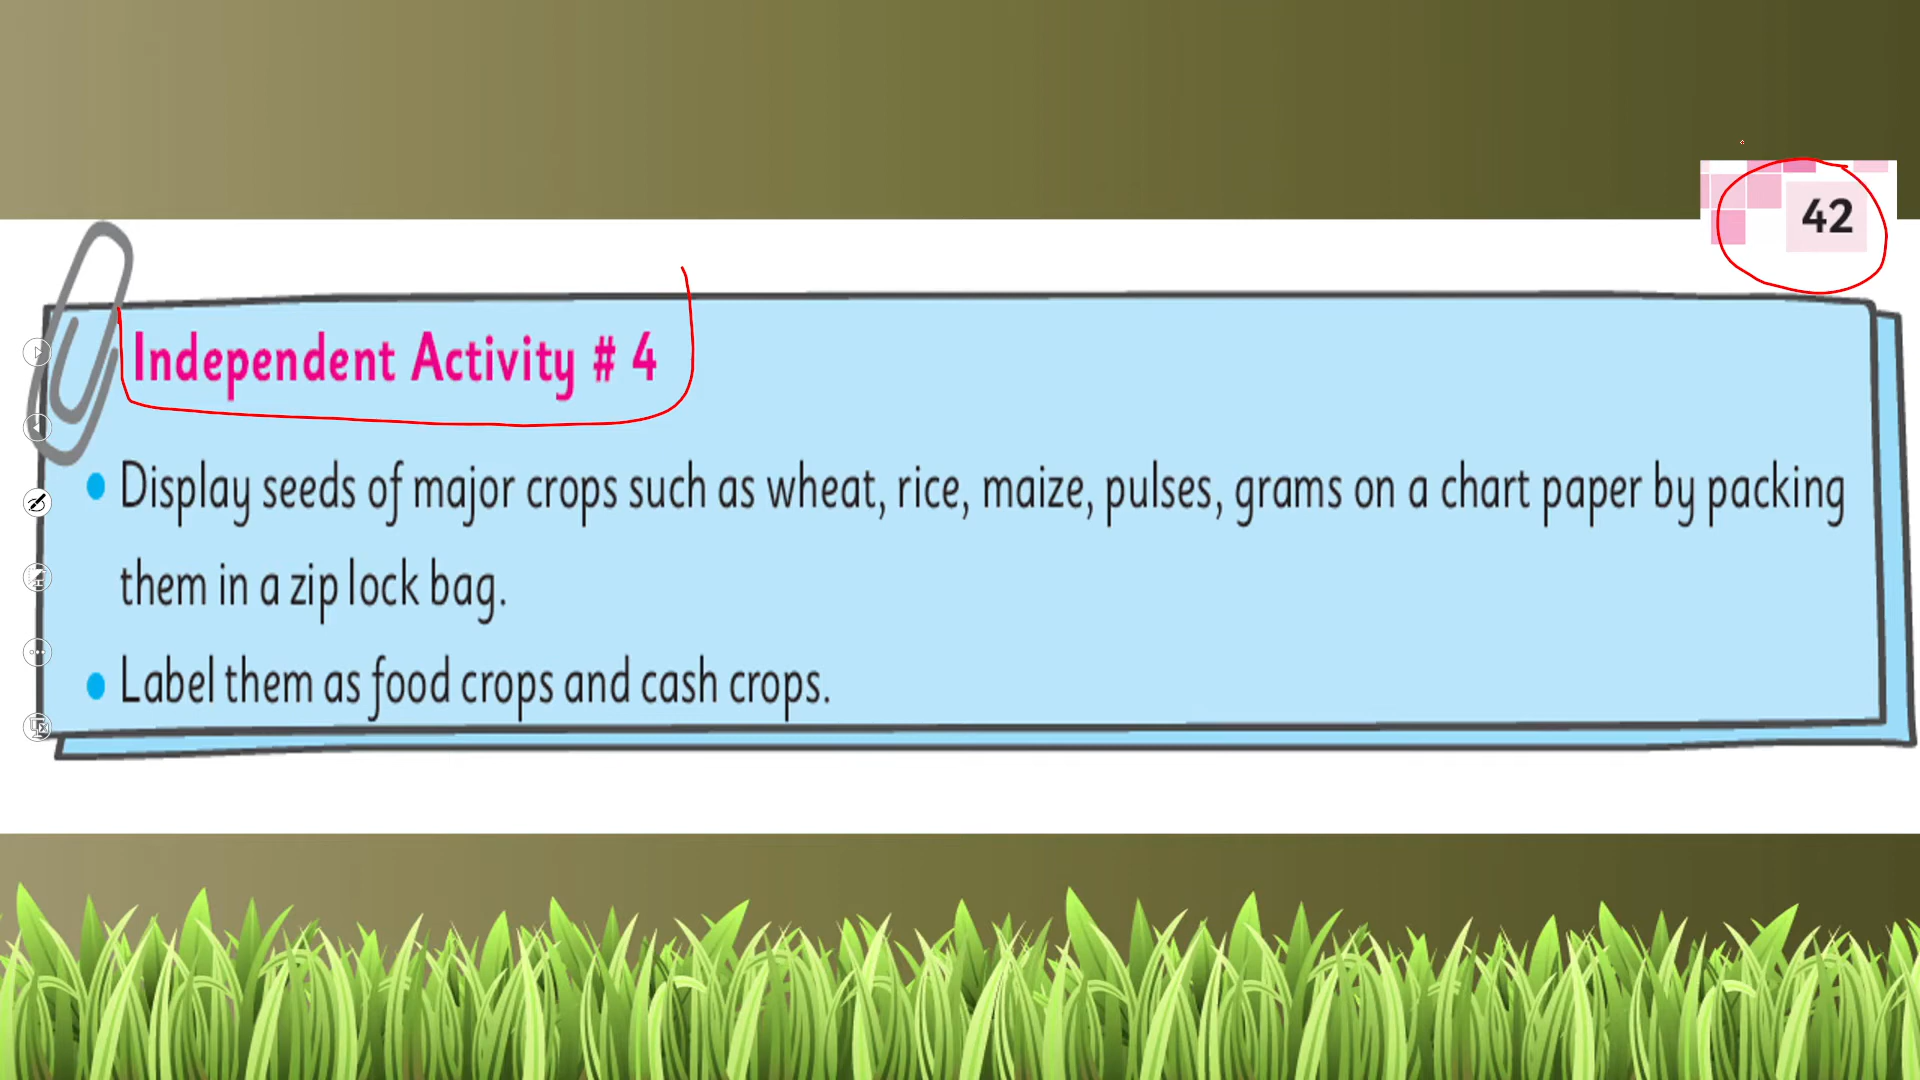 42
Independent Activity # 4
Display seeds of major crops such as wheat, rice, maize, pulses, grams on a chart paper by packing
them in a zip lock bag.
Label them as food crops and cash crops.